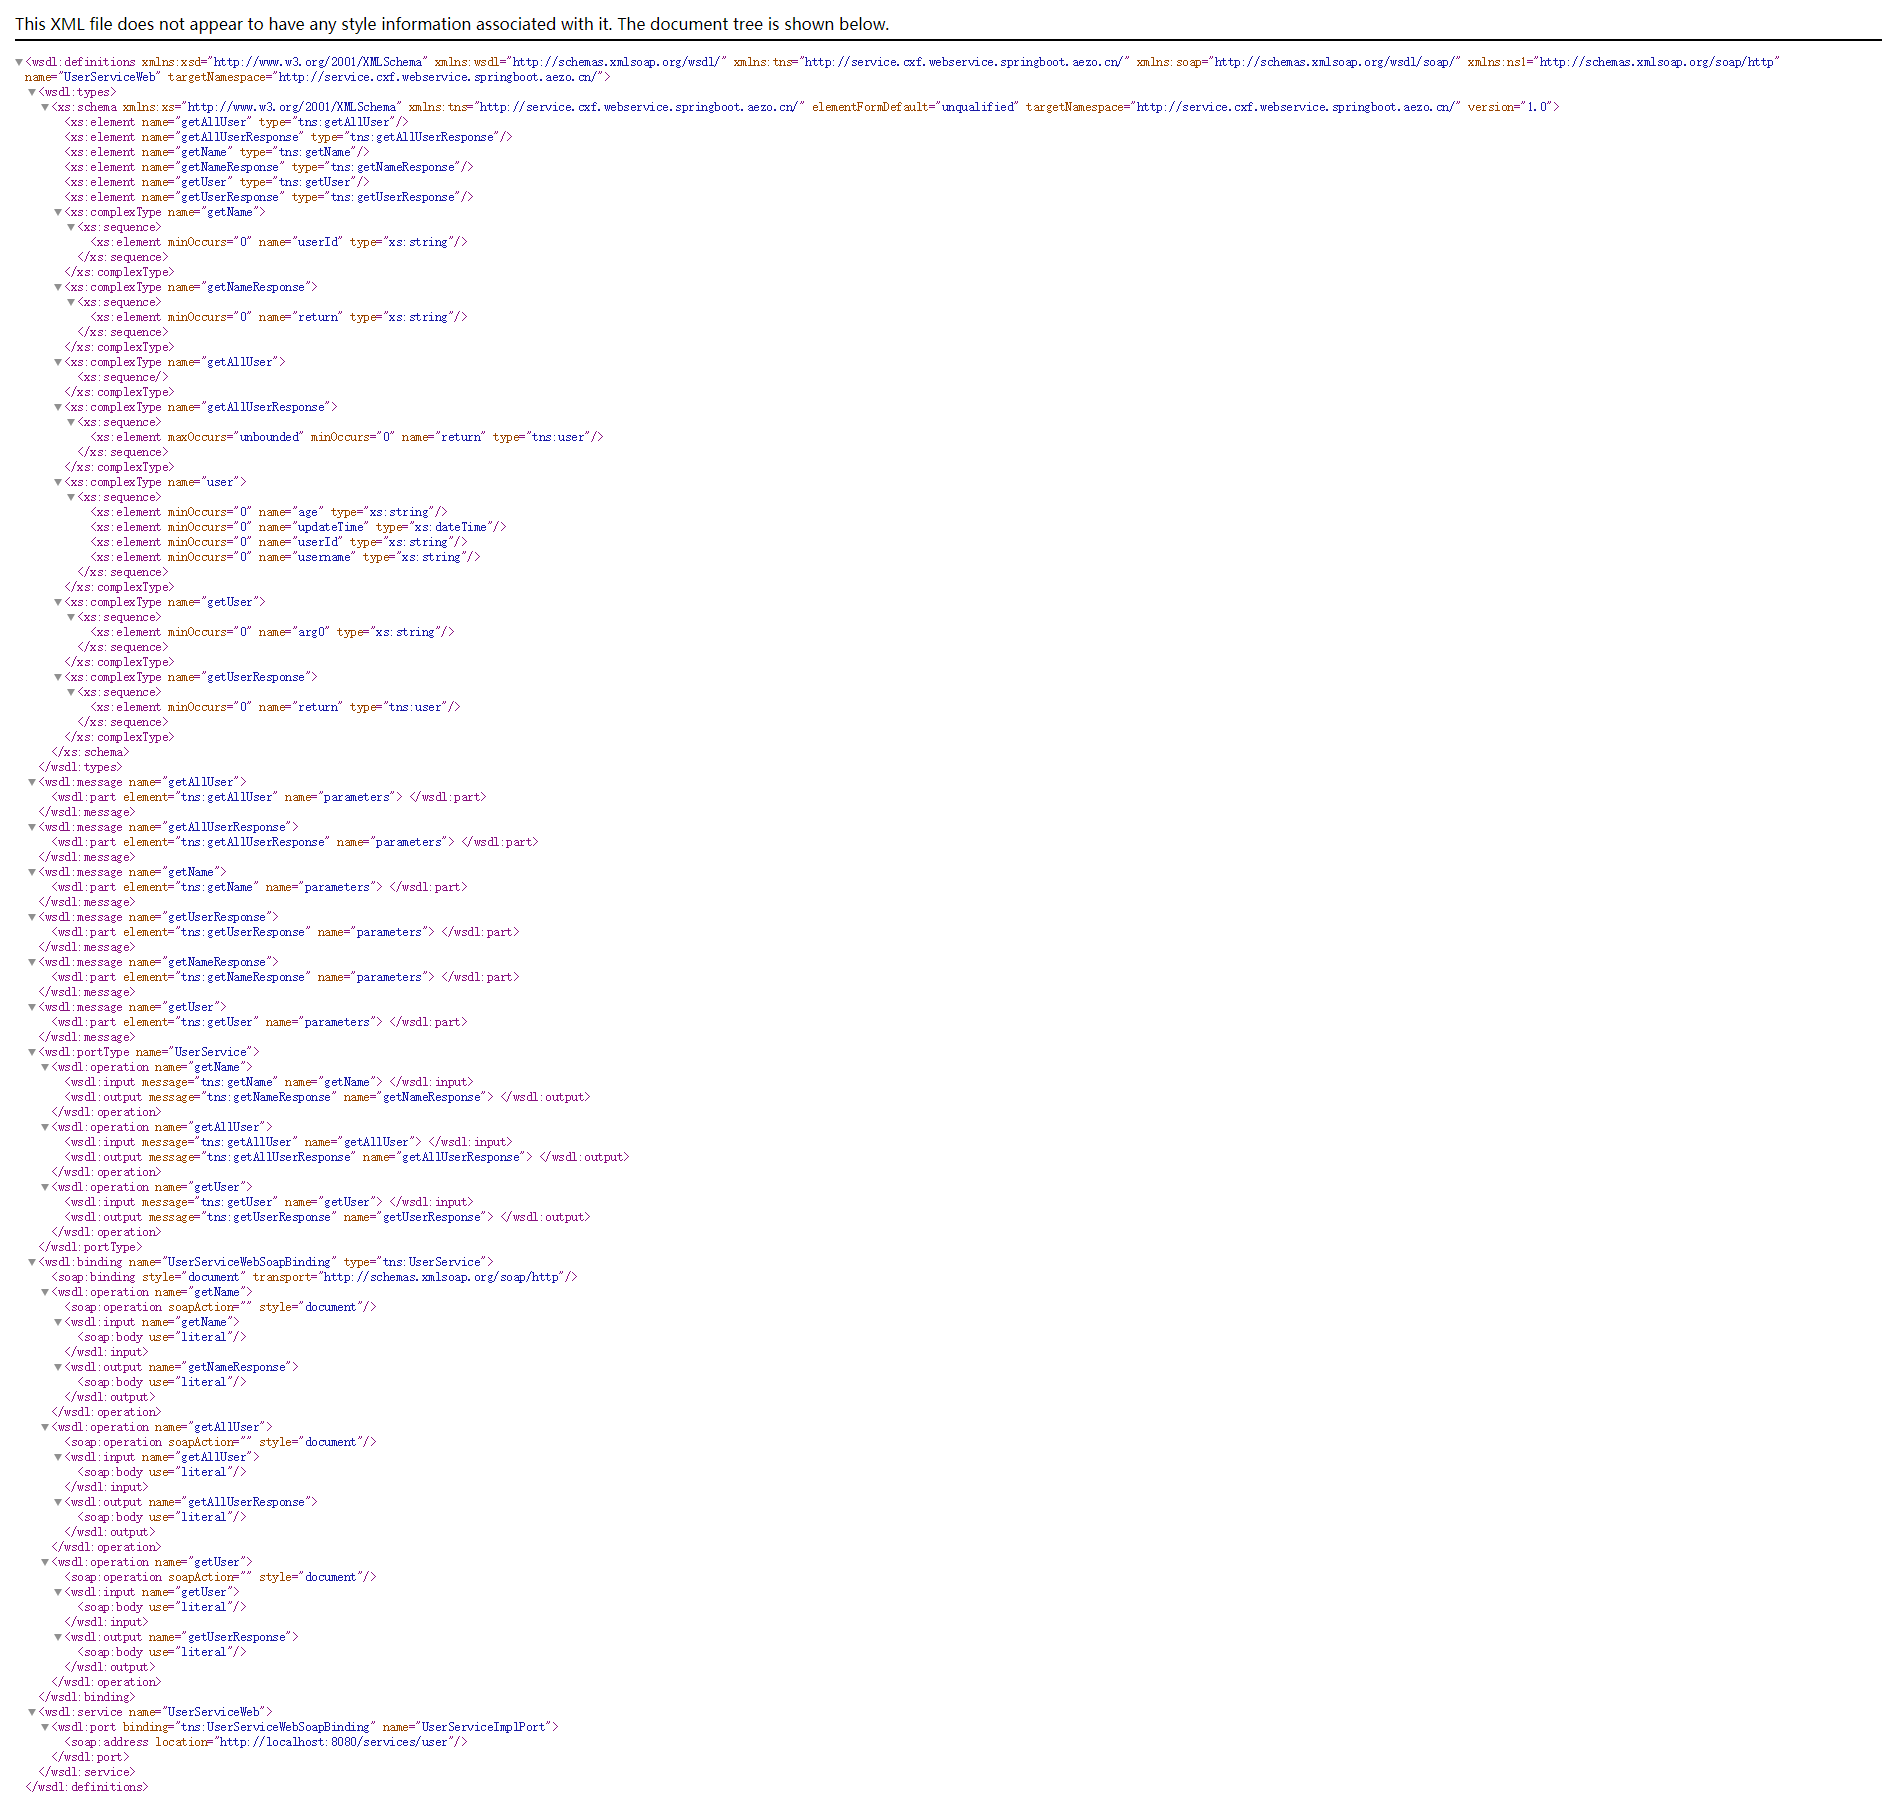 This XML file does not appear to have any style information associated with it. The document tree is shown below.
▼<wsdl:definitions xmlns:xsd="http://www.w3.org/2001/XMLSchema" xmlns:wsdl="http://schemas.xmlsoap.org/wsdl/" xmlns:tns="http://service.cxf.webservice.springboot.aezo.cn/" xmlns:soap="http://schemas.xmlsoap.org/wsdl/soap/" xmlns:ns1="http://schemas.xmlsoap.org/soap/http"
name="UserServiceWeb" targetNamespace="http://service.cxf.webservice.springboot.aezo.cn/">
▼<wsdl:types>
▼<xs:schema xmlns:xs="http://www.w3.org/2001/XMLSchema" xmlns:tns="http://service.cxf.webservice.springboot.aezo.cn/" elementFormDefault="unqualified" targetNamespace="http://service.cxf.webservice.springboot.aezo.cn/" version="1.0">
<xs:element name="getAllUser" type="tns:getAllUser"/>
<xs:element name="getAllUserResponse" type="tns:getAllUserResponse"/>
<xs:element name="getName" type="tns:getName"/>
<xs:element name="getNameResponse" type="tns:getNameResponse"/>
<xs:element name="getUser" type="tns:getUser"/>
<xs:element name="getUserResponse" type="tns:getUserResponse"/>
▼<xs:complexType name="getName">
▼<xs:sequence>
<xs:element minOccurs="0" name="userId" type="xs:string"/>
</xs:sequence>
</xs:complexType>
▼<xs:complexType name="getNameResponse">
▼<xs:sequence>
<xs:element minOccurs="0" name="return" type="xs:string"/>
</xs:sequence>
</xs:complexType>
▼<xs:complexType name="getAllUser">
<xs:sequence/>
</xs:complexType>
▼<xs:complexType name="getAllUserResponse">
▼<xs:sequence>
<xs:element maxOccurs="unbounded" minOccurs="0" name="return" type="tns:user"/>
</xs:sequence>
</xs:complexType>
▼<xs:complexType name="user">
▼<xs:sequence>
<xs:element minOccurs="0" name="age" type="xs:string"/>
<xs:element minOccurs="0" name="updateTime" type="xs:dateTime"/>
<xs:element minOccurs="0" name="userId" type="xs:string"/>
<xs:element minOccurs="0" name="username" type="xs:string"/>
</xs:sequence>
</xs:complexType>
▼<xs:complexType name="getUser">
▼<xs:sequence>
<xs:element minOccurs="0" name="arg0" type="xs:string"/>
</xs:sequence>
</xs:complexType>
▼<xs:complexType name="getUserResponse">
▼<xs:sequence>
<xs:element minOccurs="0" name="return" type="tns:user"/>
</xs:sequence>
</xs:complexType>
</xs:schema>
</wsdl:types>
▼<wsdl:message name="getAllUser">
<wsdl:part element="tns:getAllUser" name="parameters"> </wsdl:part>
</wsdl:message>
▼<wsdl:message name="getAllUserResponse">
<wsdl:part element="tns:getAllUserResponse" name="parameters"> </wsdl:part>
</wsdl:message>
▼<wsdl:message name="getName">
<wsdl:part element="tns:getName" name="parameters"> </wsdl:part>
</wsdl:message>
▼<wsdl:message name="getUserResponse">
<wsdl:part element="tns:getUserResponse" name="parameters"> </wsdl:part>
</wsdl:message>
▼<wsdl:message name="getNameResponse">
<wsdl:part element="tns:getNameResponse" name="parameters"> </wsdl:part>
</wsdl:message>
▼<wsdl:message name="getUser">
<wsdl:part element="tns:getUser" name="parameters"> </wsdl:part>
</wsdl:message>
▼<wsdl:portType name="UserService">
▼<wsdl:operation name="getName">
<wsdl:input message="tns:getName" name="getName"> </wsdl:input>
<wsdl:output message="tns:getNameResponse" name="getNameResponse"> </wsdl:output>
</wsdl:operation>
▼<wsdl:operation name="getAllUser">
<wsdl:input message="tns:getAllUser" name="getAllUser"> </wsdl:input>
<wsdl:output message="tns:getAllUserResponse" name="getAllUserResponse"> </wsdl:output>
</wsdl:operation>
▼<wsdl:operation name="getUser">
<wsdl:input message="tns:getUser" name="getUser"> </wsdl:input>
<wsdl:output message="tns:getUserResponse" name="getUserResponse"> </wsdl:output>
</wsdl:operation>
</wsdl:portType>
▼<wsdl:binding name="UserServiceWebSoapBinding" type="tns:UserService">
<soap:binding style="document" transport="http://schemas.xmlsoap.org/soap/http"/>
▼<wsdl:operation name="getName">
<soap:operation soapAction="" style="document"/>
▼<wsdl:input name="getName">
<soap:body use="literal"/>
</wsdl:input>
▼<wsdl:output name="getNameResponse">
<soap:body use="literal"/>
</wsdl:output>
</wsdl:operation>
▼<wsdl:operation name="getAllUser">
<soap:operation soapAction="" style="document"/>
▼<wsdl:input name="getAllUser">
<soap:body use="literal"/>
</wsdl:input>
▼<wsdl:output name="getAllUserResponse">
<soap:body use="literal"/>
</wsdl:output>
</wsdl:operation>
▼<wsdl:operation name="getUser">
<soap:operation soapAction="" style="document"/>
▼<wsdl:input name="getUser">
<soap:body use="literal"/>
</wsdl:input>
▼<wsdl:output name="getUserResponse">
<soap:body use="literal"/>
</wsdl:output>
</wsdl:operation>
</wsdl:binding>
▼<wsdl:service name="UserServiceWeb">
▼<wsdl:port binding="tns:UserServiceWebSoapBinding" name="UserServiceImplPort">
<soap:address location="http://localhost:8080/services/user"/>
</wsdl:port>
</wsdl:service>
</wsdl:definitions>